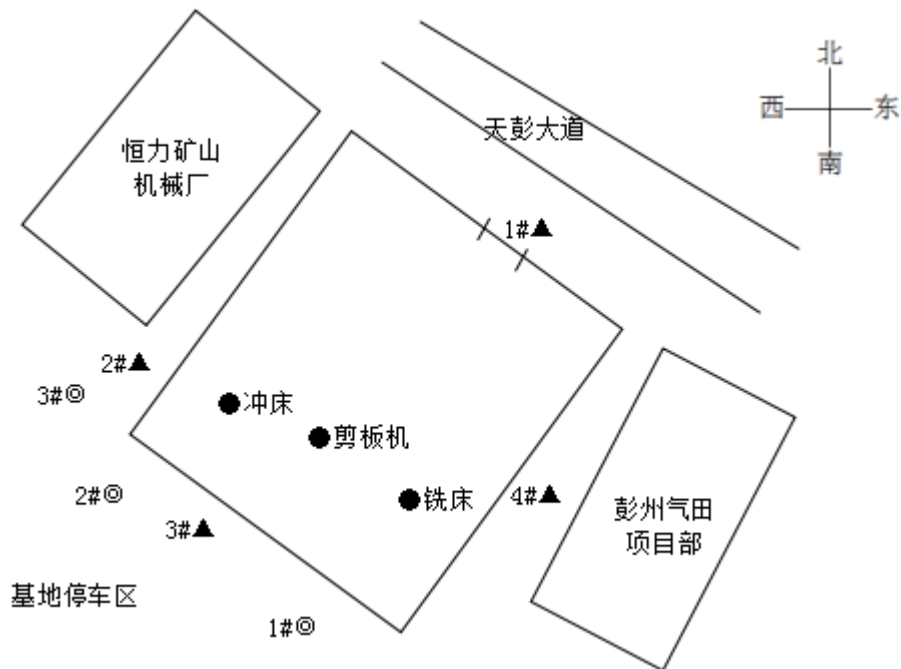 北
西 东
南
天彭大道
恒力矿山
机械厂
1#▲
2#▲
3#◎
●冲床
●剪板机
2#◎
●铣床
4#▲
3#▲
彭州气田
项目部
基地停车区
1#◎